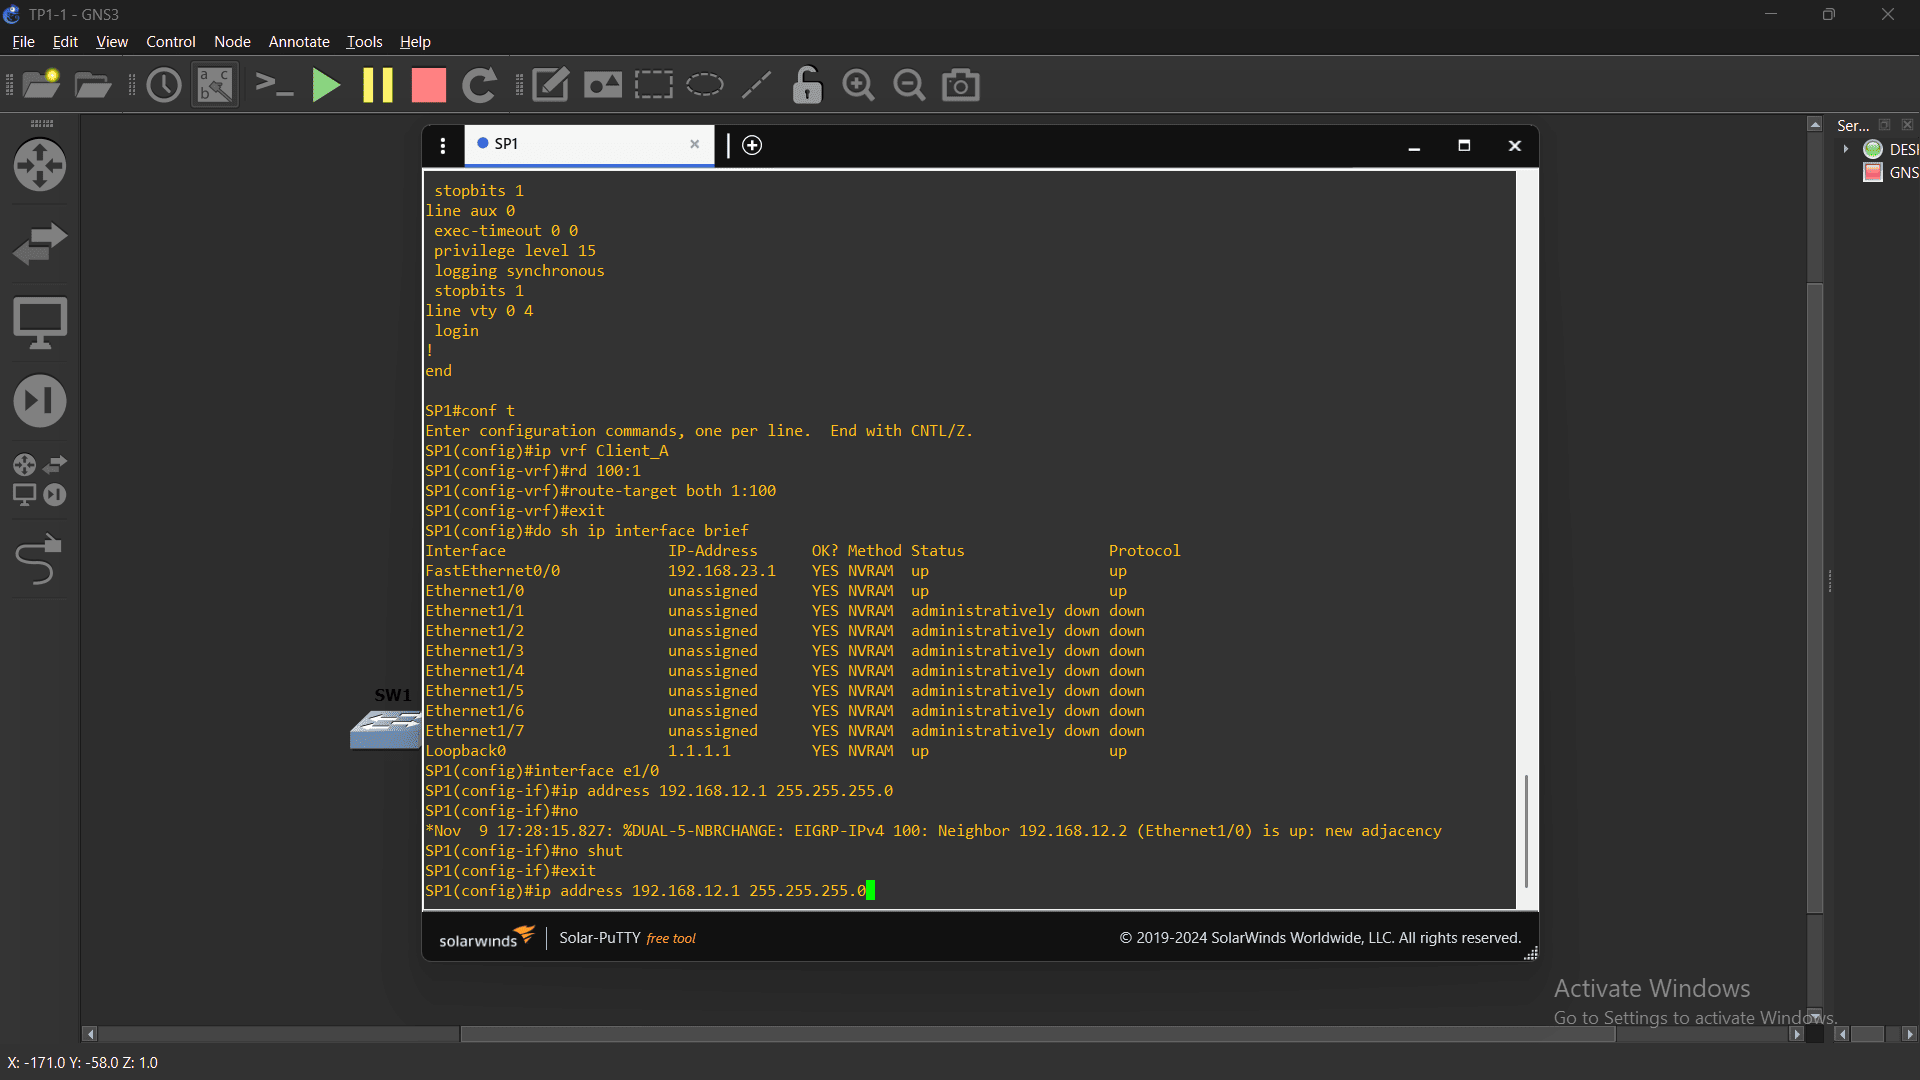 TP1-1 - GNS3
File Edit View Control Node Annotate Tools Help
SP1
Ser...
DESH
GNS
stopbits 1
line aux 0
exec-timeout 0 0
privilege level 15
logging synchronous
stopbits 1
line vty 0 4
login
!
end
SP1#conf t
Enter configuration commands, one per line.  End with CNTL/Z.
SP1(config)#ip vrf Client_A
SP1(config-vrf)#rd 100:1
SP1(config-vrf)#route-target both 1:100
SP1(config-vrf)#exit
SP1(config)#do sh ip interface brief
Interface IP-Address OK? Method Status Protocol
FastEthernet0/0 192.168.23.1 YES NVRAM up up
Ethernet1/0 unassigned YES NVRAM up up
Ethernet1/1 unassigned YES NVRAM administratively down down
Ethernet1/2 unassigned YES NVRAM administratively down down
Ethernet1/3 unassigned YES NVRAM administratively down down
Ethernet1/4 unassigned YES NVRAM administratively down down
Ethernet1/5 unassigned YES NVRAM administratively down down
Ethernet1/6 unassigned YES NVRAM administratively down down
Ethernet1/7 unassigned YES NVRAM administratively down down
Loopback0 1.1.1.1 YES NVRAM up up
SP1(config)#interface e1/0
SP1(config-if)#ip address 192.168.12.1 255.255.255.0
SP1(config-if)#no
*Nov  9 17:28:15.827: %DUAL-5-NBRCHANGE: EIGRP-IPv4 100: Neighbor 192.168.12.2 (Ethernet1/0) is up: new adjacency
SP1(config-if)#no shut
SP1(config-if)#exit
SP1(config)#ip address 192.168.12.1 255.255.255.0
SW1
solarwinds Solar-PuTTY free tool © 2019-2024 SolarWinds Worldwide, LLC. All rights reserved.
Activate Windows
Go to Settings to activate Windows.
X: -171.0 Y: -58.0 Z: 1.0